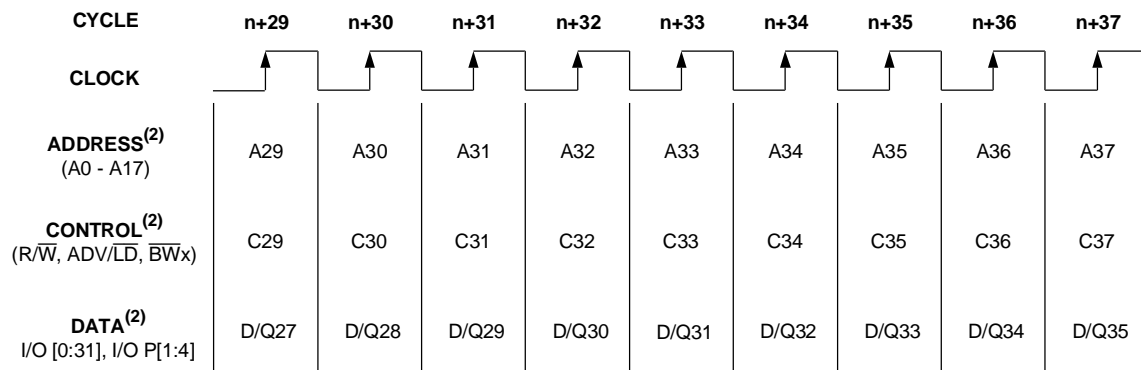 CYCLE n+29 n+30 n+31 n+32 n+33 n+34 n+35 n+36 n+37
CLOCK
ADDRESS(2)
(A0 - A17) A29 A30 A31 A32 A33 A34 A35 A36 A37
CONTROL(2)
(R/W̅, ADV/L̅D̅, B̅W̅x) C29 C30 C31 C32 C33 C34 C35 C36 C37
DATA(2)
I/O [0:31], I/O P[1:4] D/Q27 D/Q28 D/Q29 D/Q30 D/Q31 D/Q32 D/Q33 D/Q34 D/Q35